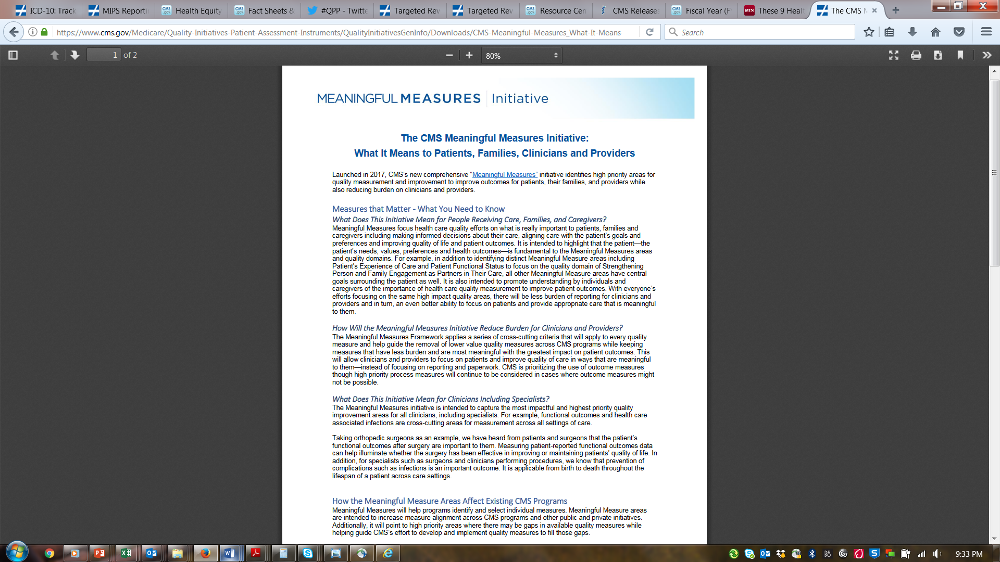 ICD-10: Track
MIPS Reporti
Health Equity
Fact Sheets &
#QPP - Twitte
Targeted Rev
Targeted Rev
Resource Cen
CMS Release
Fiscal Year (F
MTN These 9 Healt
The CMS M
https://www.cms.gov/Medicare/Quality-Initiatives-Patient-Assessment-Instruments/QualityInitiativesGenInfo/Downloads/CMS-Meaningful-Measures_What-It-Means-
Search
1 of 2
80%
MEANINGFUL MEASURES Initiative
The CMS Meaningful Measures Initiative:
What It Means to Patients, Families, Clinicians and Providers
Launched in 2017, CMS's new comprehensive "Meaningful Measures" initiative identifies high priority areas for
quality measurement and improvement to improve outcomes for patients, their families, and providers while
also reducing burden on clinicians and providers.
Measures that Matter - What You Need to Know
What Does This Initiative Mean for People Receiving Care, Families, and Caregivers?
Meaningful Measures focus health care quality efforts on what is really important to patients, families and
caregivers including making informed decisions about their care, aligning care with the patient's goals and
preferences and improving quality of life and patient outcomes. It is intended to highlight that the patient—the
patient's needs, values, preferences and health outcomes—is fundamental to the Meaningful Measures areas
and quality domains. For example, in addition to identifying distinct Meaningful Measure areas including
Patient's Experience of Care and Patient Functional Status to focus on the quality domain of Strengthening
Person and Family Engagement as Partners in Their Care, all other Meaningful Measure areas have central
goals surrounding the patient as well. It is also intended to promote understanding by individuals and
caregivers of the importance of health care quality measurement to improve patient outcomes. With everyone's
efforts focusing on the same high impact quality areas, there will be less burden of reporting for clinicians and
providers and in turn, an even better ability to focus on patients and provide appropriate care that is meaningful
to them.
How Will the Meaningful Measures Initiative Reduce Burden for Clinicians and Providers?
The Meaningful Measures Framework applies a series of cross-cutting criteria that will apply to every quality
measure and help guide the removal of lower value quality measures across CMS programs while keeping
measures that have less burden and are most meaningful with the greatest impact on patient outcomes. This
will allow clinicians and providers to focus on patients and improve quality of care in ways that are meaningful
to them—instead of focusing on reporting and paperwork. CMS is prioritizing the use of outcome measures
though high priority process measures will continue to be considered in cases where outcome measures might
not be possible.
What Does This Initiative Mean for Clinicians Including Specialists?
The Meaningful Measures initiative is intended to capture the most impactful and highest priority quality
improvement areas for all clinicians, including specialists. For example, functional outcomes and health care
associated infections are cross-cutting areas for measurement across all settings of care.
Taking orthopedic surgeons as an example, we have heard from patients and surgeons that the patient's
functional outcomes after surgery are important to them. Measuring patient-reported functional outcomes data
can help illuminate whether the surgery has been effective in improving or maintaining patients' quality of life. In
addition, for specialists such as surgeons and clinicians performing procedures, we know that prevention of
complications such as infections is an important outcome. It is applicable from birth to death throughout the
lifespan of a patient across care settings.
How the Meaningful Measure Areas Affect Existing CMS Programs
Meaningful Measures will help programs identify and select individual measures. Meaningful Measure areas
are intended to increase measure alignment across CMS programs and other public and private initiatives.
Additionally, it will point to high priority areas where there may be gaps in available quality measures while
helping guide CMS's effort to develop and implement quality measures to fill those gaps.
9:33 PM